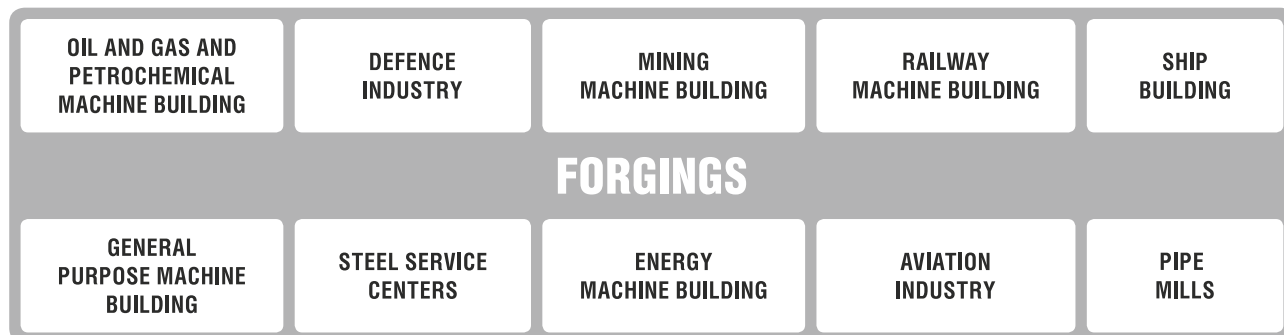 OIL AND GAS AND
PETROCHEMICAL
MACHINE BUILDING
DEFENCE
INDUSTRY
MINING
MACHINE BUILDING
RAILWAY
MACHINE BUILDING
SHIP
BUILDING
FORGINGS
GENERAL
PURPOSE MACHINE
BUILDING
STEEL SERVICE
CENTERS
ENERGY
MACHINE BUILDING
AVIATION
INDUSTRY
PIPE
MILLS